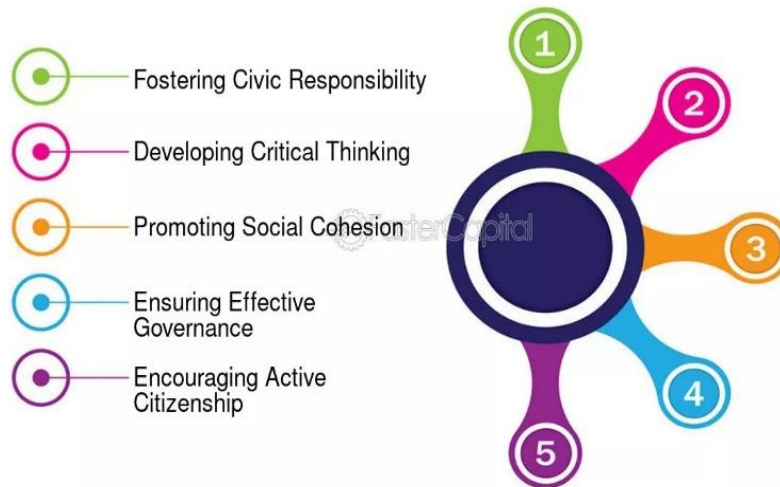 Fostering Civic Responsibility
Developing Critical Thinking
Promoting Social Cohesion
Ensuring Effective
Governance
Encouraging Active
Citizenship
FasterCapital
1
2
3
4
5